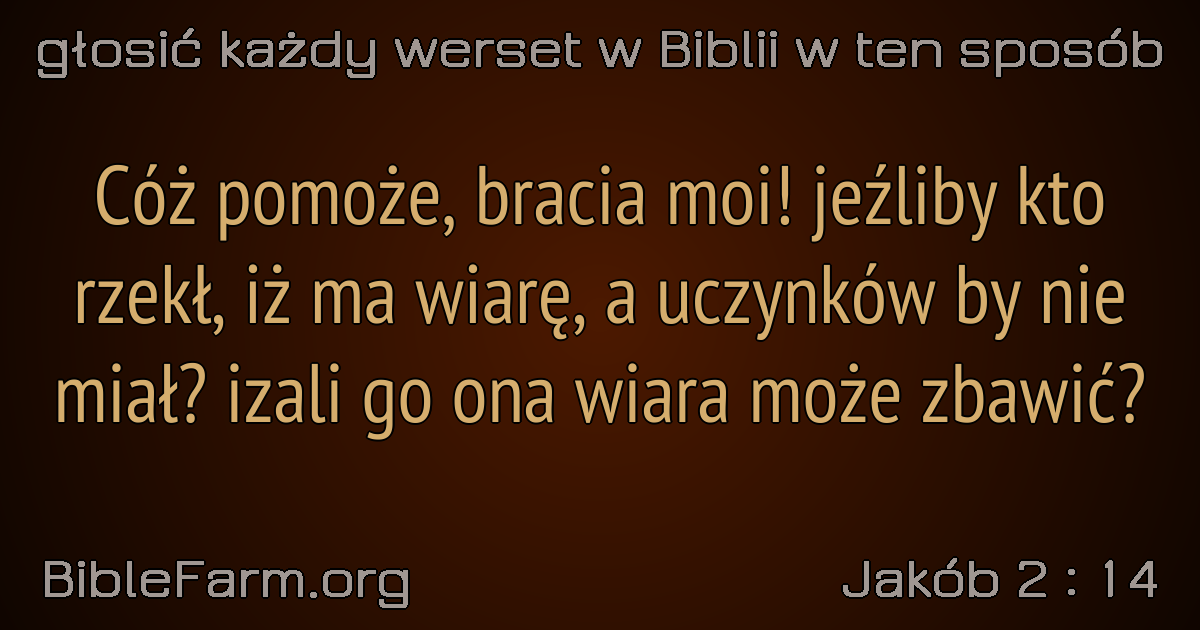 głosić każdy werset w Biblii w ten sposób
Cóż pomoże, bracia moi! jeźliby kto
rzekł, iż ma wiarę, a uczynków by nie
miał? izali go ona wiara może zbawić?
BibleFarm.org
Jakób 2 : 14